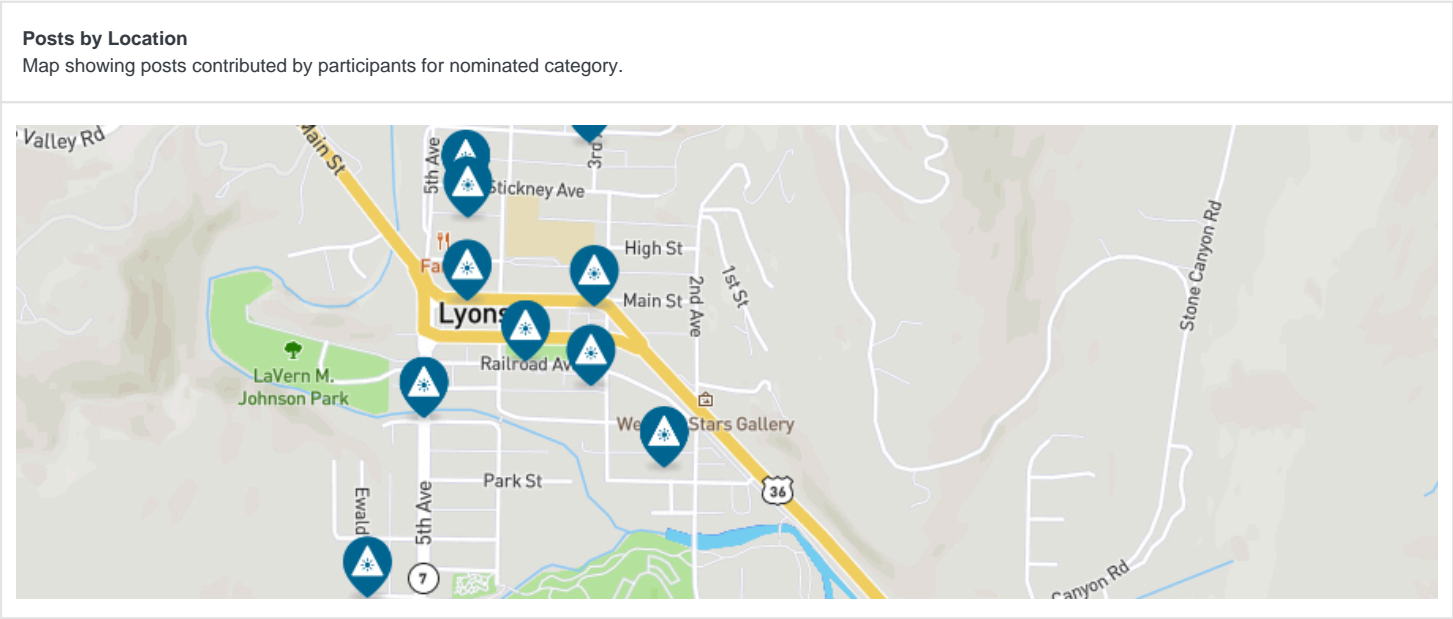 Posts by Location
Map showing posts contributed by participants for nominated category.
Valley Rd
Main St
5th Ave
3rd
Stickney Ave
High St
Main St
2nd Ave
1st St
Stone Canyon Rd
Lyons
Railroad Av
LaVern M.
Johnson Park
Stars Gallery
Park St
36
Ewald
5th Ave
7
Canyon Rd